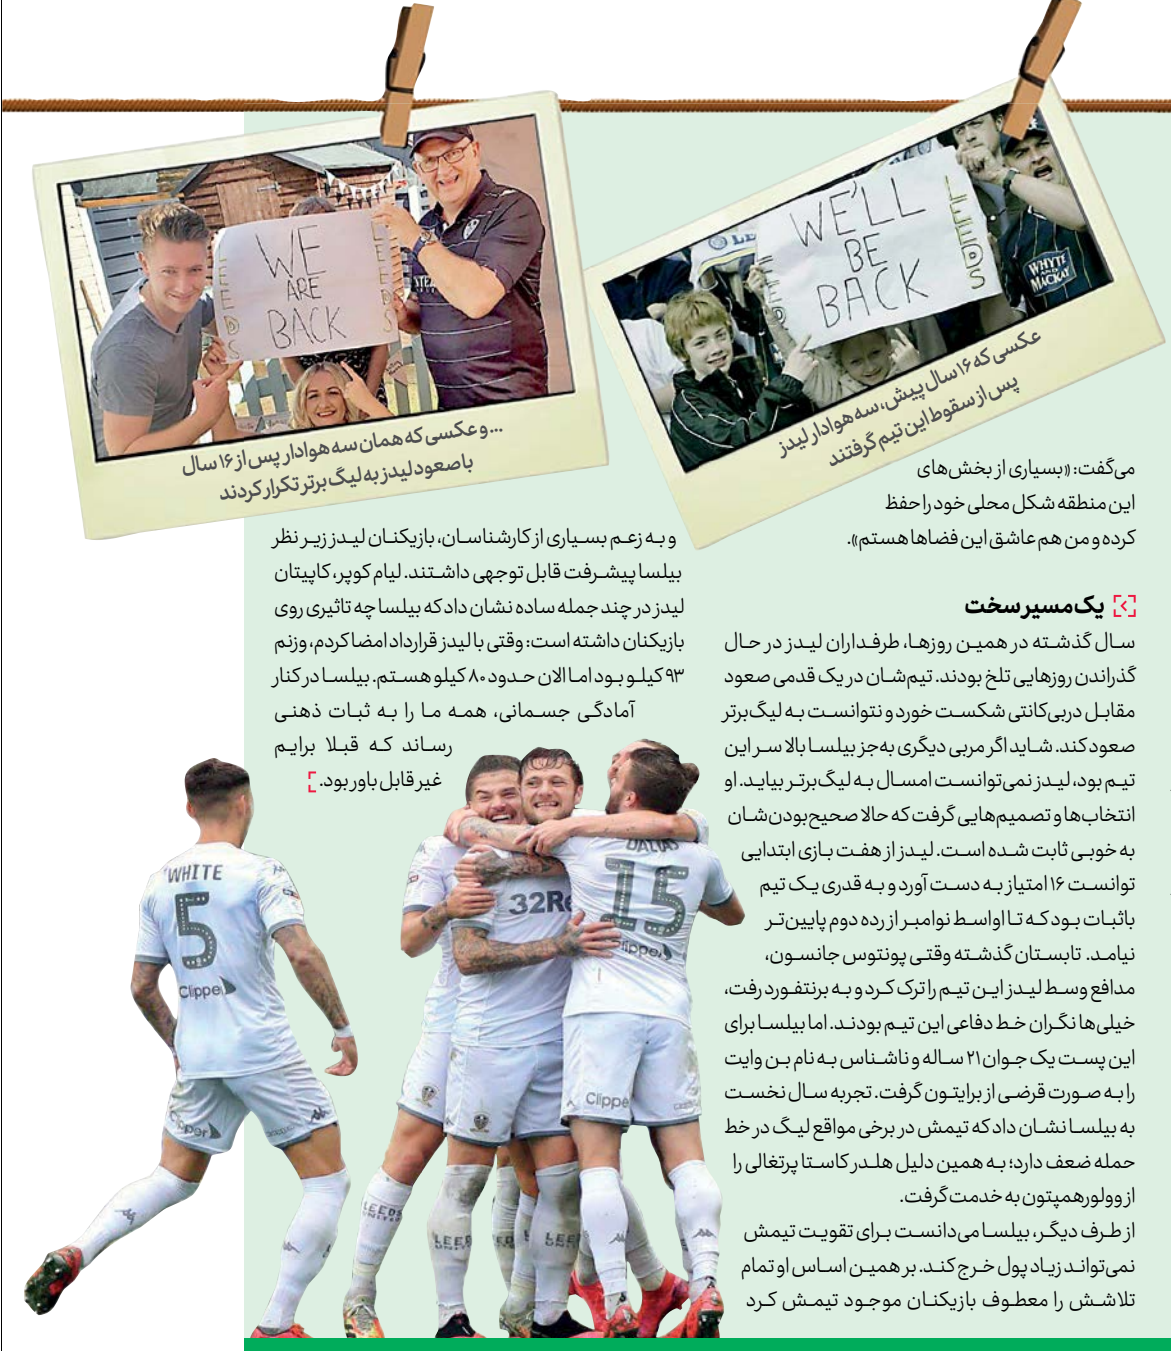 WE
ARE
BACK
LEEDS
LEEDS
...و عکسی که همان سه هوادار پس از ۱۶ سال
با صعود لیدز به لیگ برتر تکرار کردند
WE'LL
BE
BACK
LEEDS
WHYTE
AND
MACKAY
عکسی که ۱۶ سال پیش، سه هوادار لیدز
پس از سقوط این تیم گرفتند
می‌گفت: «بسیاری از بخش‌های
این منطقه شکل محلی خود را حفظ
کرده و من هم عاشق این فضاها هستم».
یک مسیر سخت
سال گذشته در همین روزها، طرفداران لیدز در حال
گذراندن روزهایی تلخ بودند. تیم‌شان در یک قدمی صعود
مقابل دربی‌کانتی شکست خورد و نتوانست به لیگ‌برتر
صعود کند. شاید اگر مربی دیگری به‌جز بیلسا بالا سر این
تیم بود، لیدز نمی‌توانست امسال به لیگ‌برتر بیاید. او
انتخاب‌ها و تصمیم‌هایی گرفت که حالا صحیح‌بودن‌شان
به خوبی ثابت شده است. لیدز از هفت بازی ابتدایی
توانست ۱۶ امتیاز به دست آورد و به قدری یک تیم
باثبات بود که تا اواسط نوامبر از رده دوم پایین‌تر
نیامد. تابستان گذشته وقتی پونتوس جانسون،
مدافع وسط لیدز این تیم را ترک کرد و به برنتفورد رفت،
خیلی‌ها نگران خط دفاعی این تیم بودند. اما بیلسا برای
این پست یک جوان ۲۱ ساله و ناشناس به نام بن وایت
را به صورت قرضی از برایتون گرفت. تجربه سال نخست
به بیلسا نشان داد که تیمش در برخی مواقع لیگ در خط
حمله ضعف دارد؛ به همین دلیل هلدر کاستا پرتغالی را
از وولورهمپتون به خدمت گرفت.
از طرف دیگر، بیلسا می‌دانست برای تقویت تیمش
نمی‌تواند زیاد پول خرج کند. بر همین اساس او تمام
تلاشش را معطوف بازیکنان موجود تیمش کرد
و به زعم بسیاری از کارشناسان، بازیکنان لیدز زیر نظر
بیلسا پیشرفت قابل توجهی داشتند. لیام کوپر، کاپیتان
لیدز در چند جمله ساده نشان داد که بیلسا چه تاثیری روی
بازیکنان داشته است: وقتی با لیدز قرارداد امضا کردم، وزنم
۹۳ کیلو بود اما الان حدود ۸۰ کیلو هستم. بیلسا در کنار
آمادگی جسمانی، همه ما را به ثبات ذهنی
رساند که قبلا برایم
غیر قابل باور بود.
WHITE
5
Clipper
Clipper
32Re
DALLAS
15
Clipper
Clipper
LEEDS
UNITED
LEEDS
UNITED